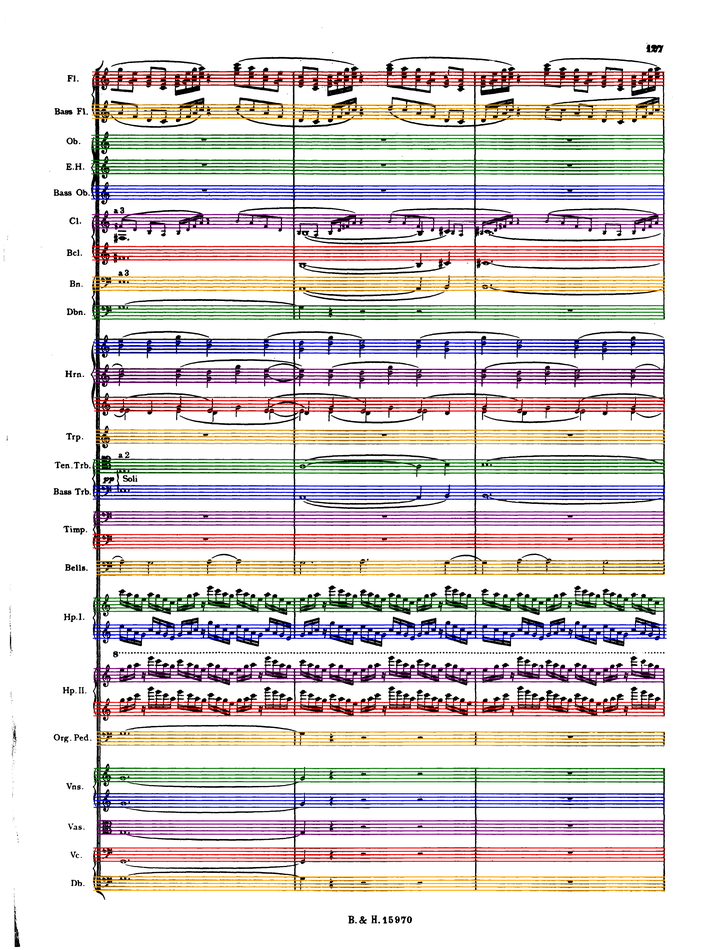 127
Fl.
Bass Fl.
Ob.
E.H.
Bass Ob.
Cl. a 3
Bcl.
Bn. a 3
Dbn.
Hrn.
Trp.
a 2
Ten. Trb.
pp Soli
Bass Trb.
Timp.
Bells.
Hp. I.
8
Hp. II.
Org. Ped.
Vns.
Vas.
Vc.
Db.
B. & H. 15970